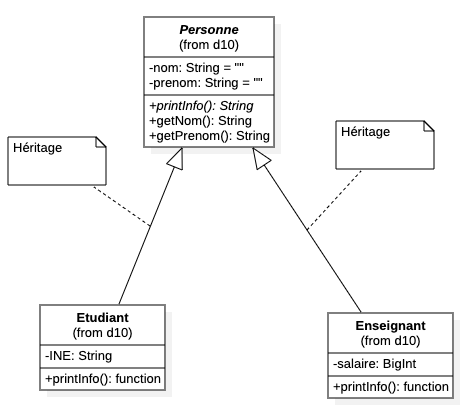 Personne
(from d10)
-nom: String = ""
-prenom: String = ""
+printInfo(): String
+getNom(): String
+getPrenom(): String
Héritage
Héritage
Etudiant
(from d10)
-INE: String
+printInfo(): function
Enseignant
(from d10)
-salaire: BigInt
+printInfo(): function